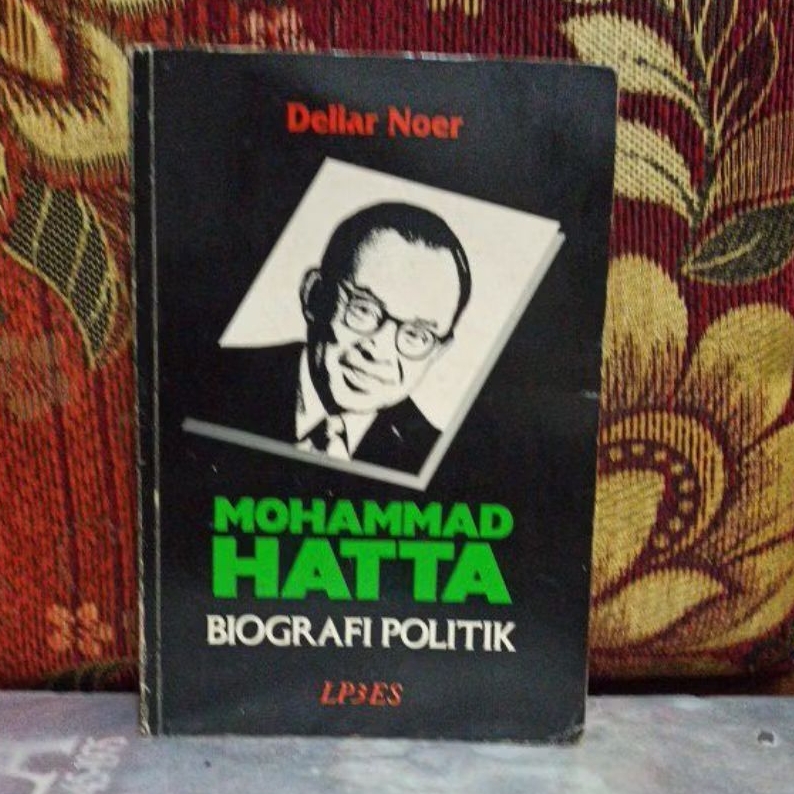 Deliar Noer
MOHAMMAD
HATTA
BIOGRAFI POLITIK
LP3ES